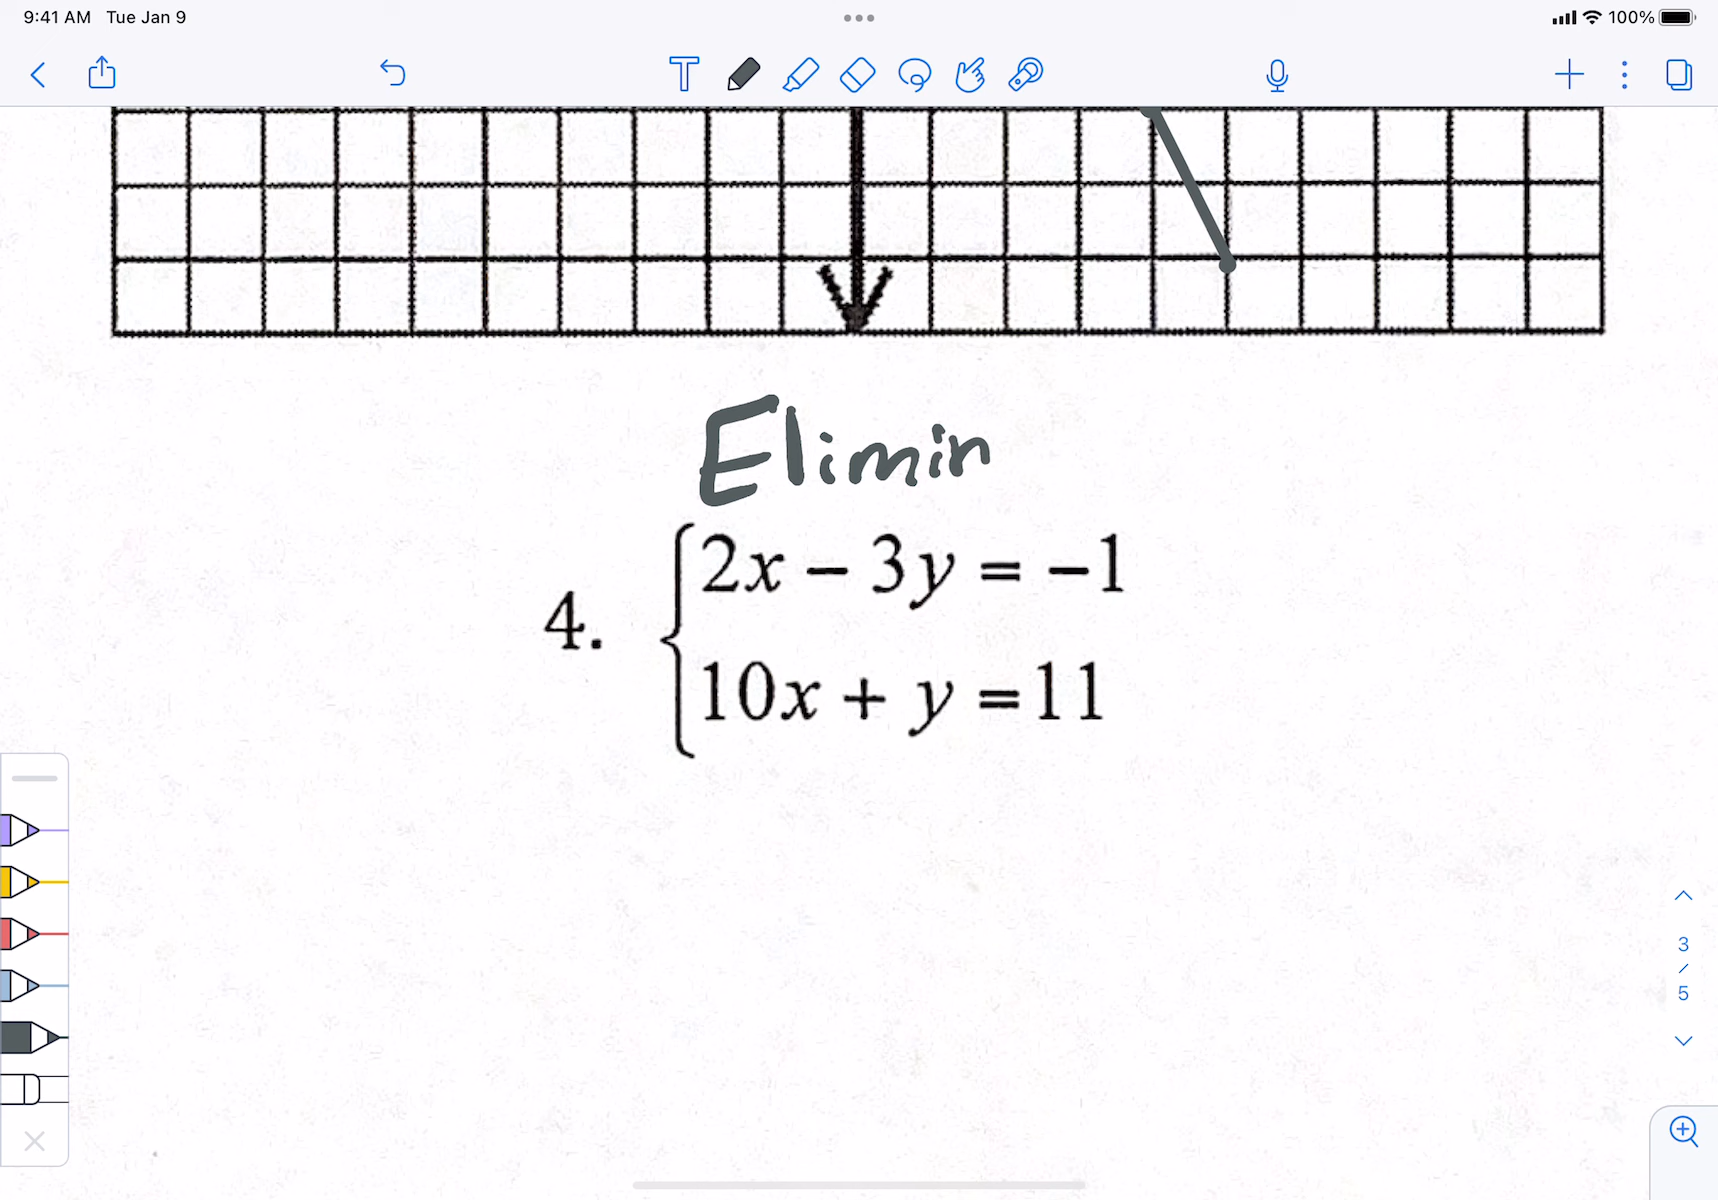 9:41 AM Tue Jan 9
100%
T
Elimin
4.
2x − 3y = −1
10x + y = 11
3
/
5